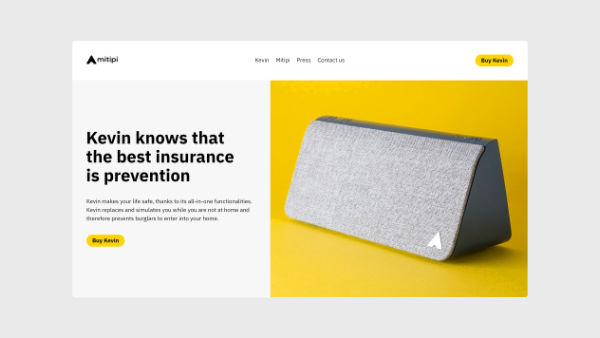 mitipi
Kevin Mitipi Press Contact us
Buy Kevin
Kevin knows that
the best insurance
is prevention
Kevin makes your life safe, thanks to its all-in-one functionalities.
Kevin replaces and simulates you while you are not at home and
therefore presents burglars to enter into your home.
Buy Kevin